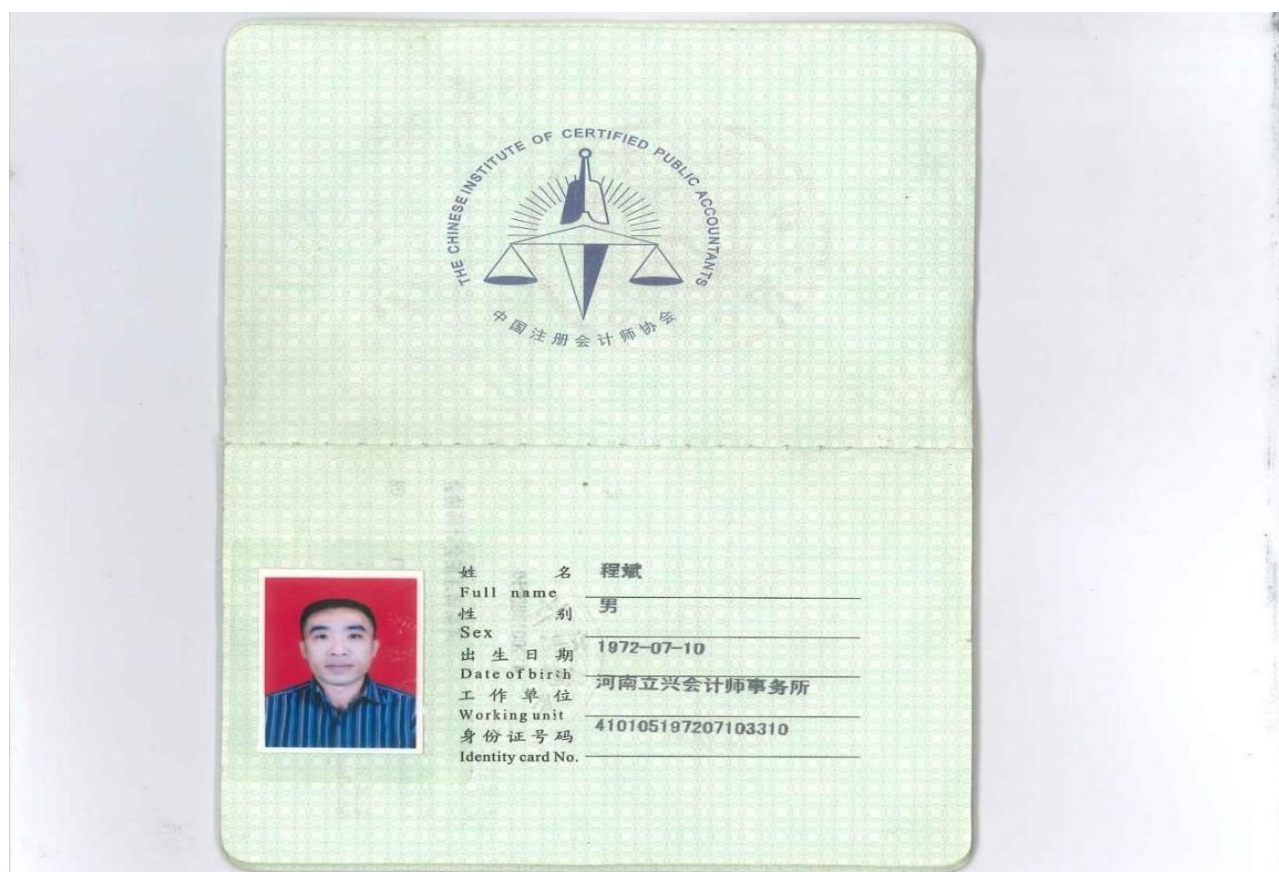 THE CHINESE INSTITUTE OF CERTIFIED PUBLIC ACCOUNTANTS
中国注册会计师协会
姓 名 程斌
Full name
性 别 男
Sex
出 生 日 期 1972-07-10
Date of birth
工 作 单 位 河南立兴会计师事务所
Working unit
身 份 证 号 码 410105197207103310
Identity card No.